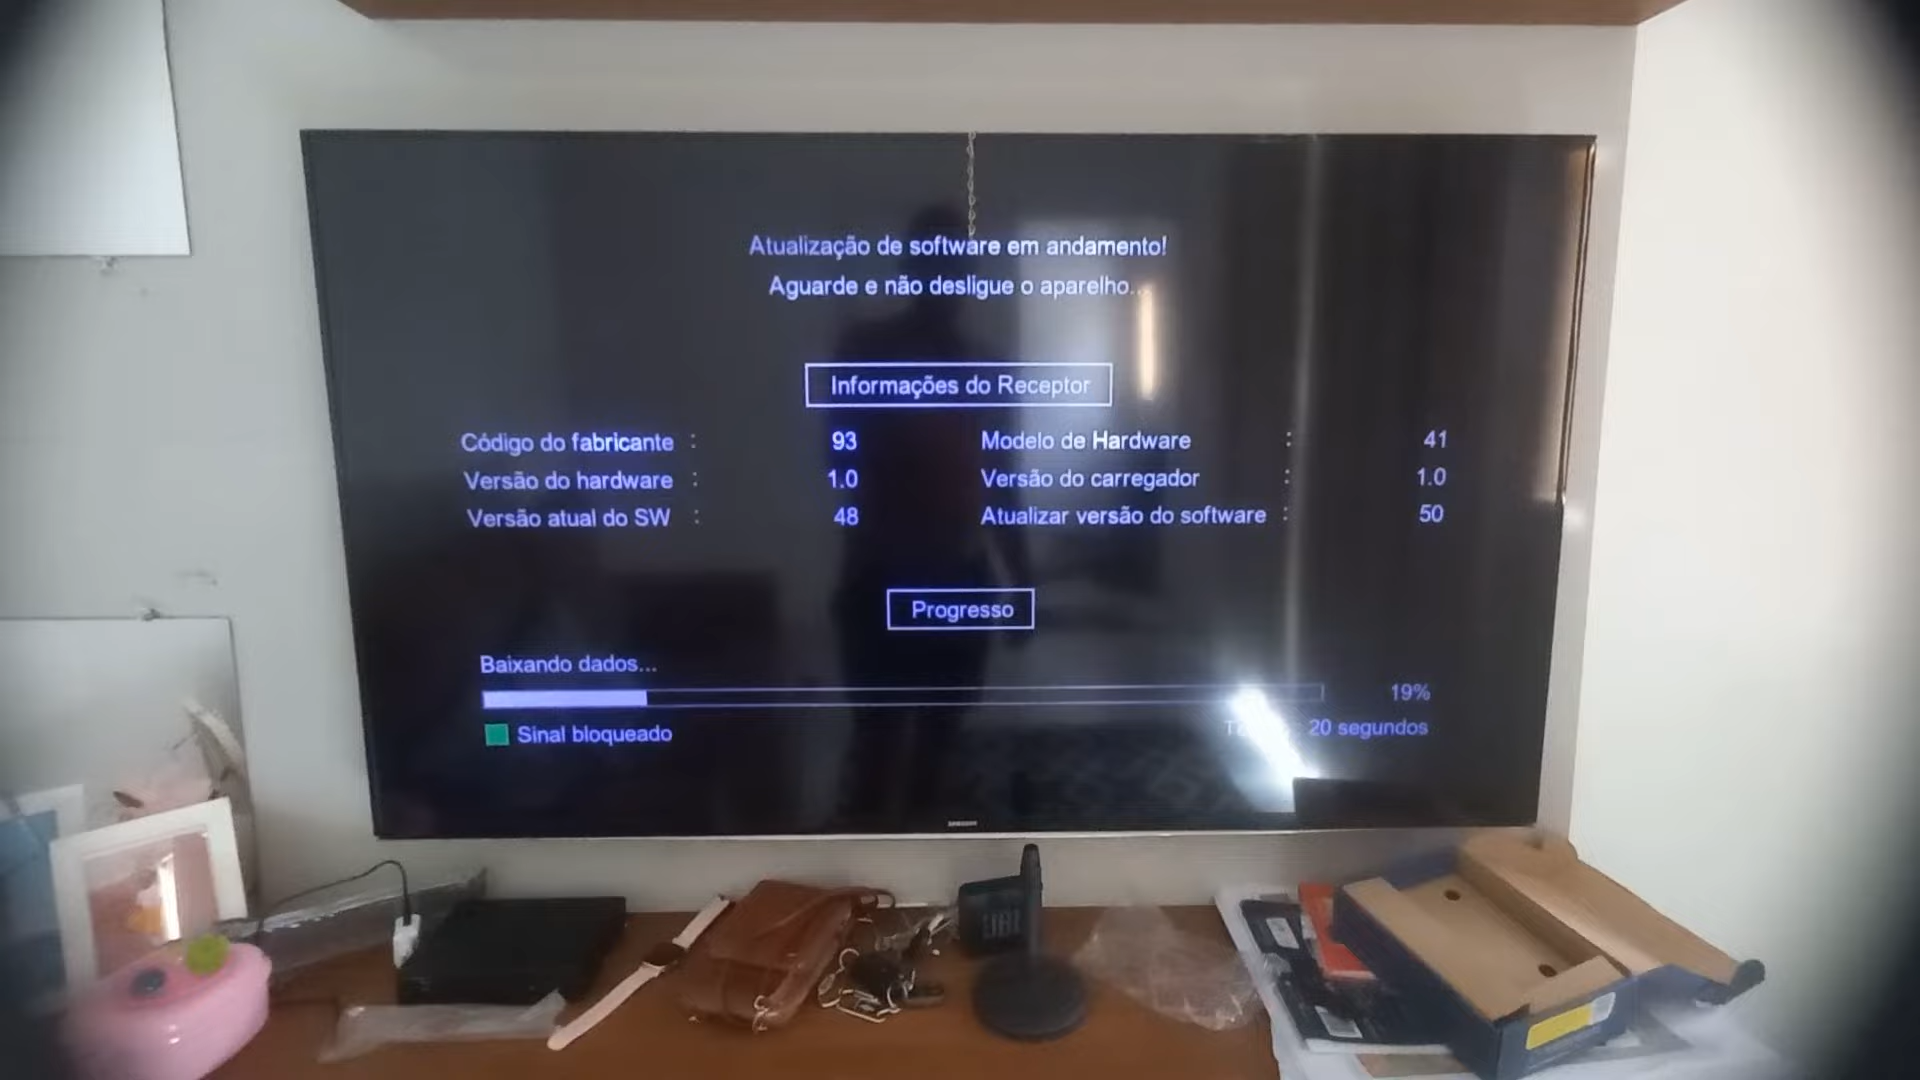 Atualização de software em andamento!
Aguarde e não desligue o aparelho...
Informações do Receptor
Código do fabricante : 93 Modelo de Hardware : 41
Versão do hardware : 1.0 Versão do carregador : 1.0
Versão atual do SW : 48 Atualizar versão do software : 50
Progresso
Baixando dados...
19%
Sinal bloqueado
: 20 segundos
SAMSUNG
JBL